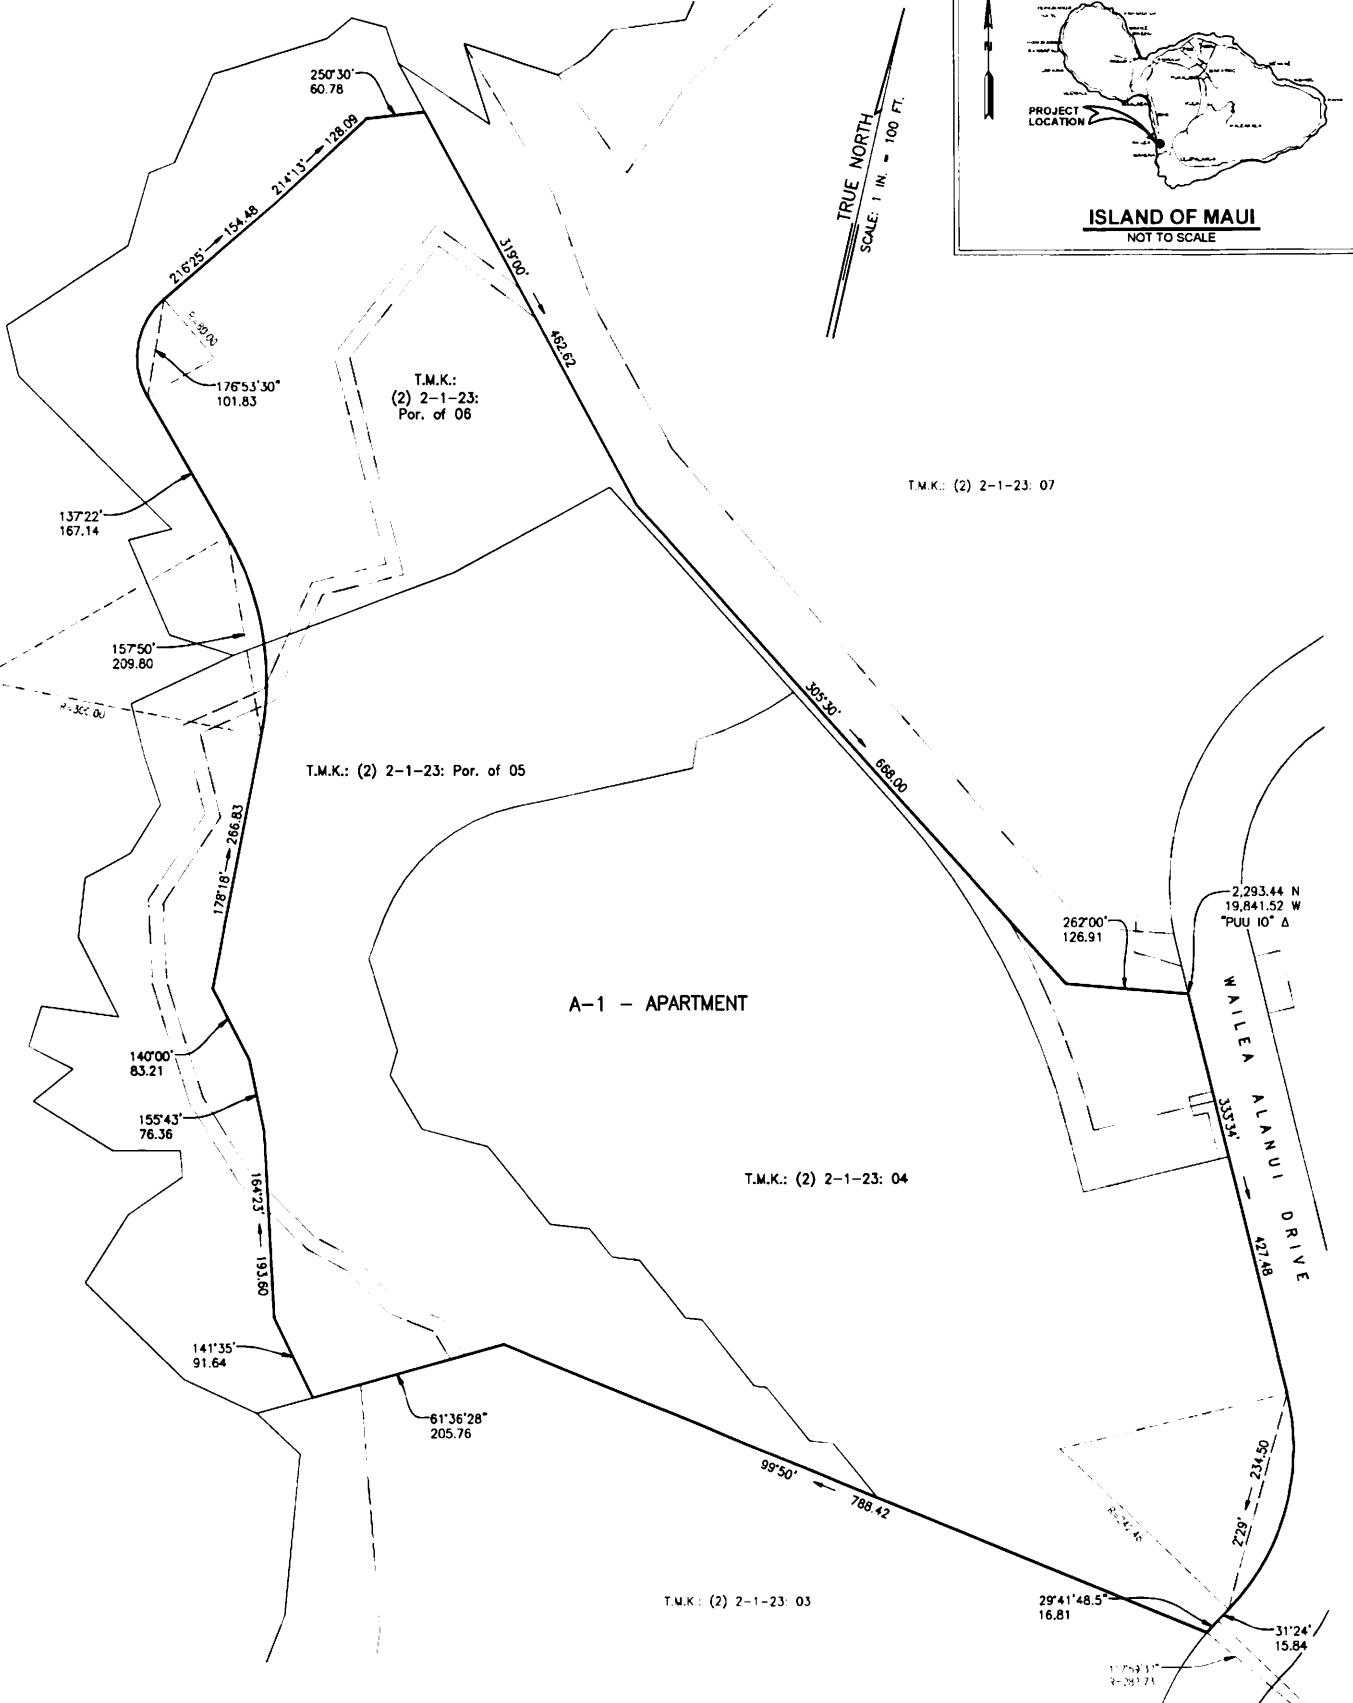 250°30'
60.78
214°13' 128.09
216°25' 154.48
R=80.00
176°53'30"
101.83
137°22'
167.14
157°50'
209.80
178°18' 266.83
140°00'
83.21
155°43'
76.36
164°23' 193.60
141°35'
91.64
61°36'28"
205.76
99°50' 788.42
319°00' 462.62
305°30' 668.00
262°00'
126.91
2,293.44 N
19,841.52 W
"PUU IO" Δ
333°34' 427.48
2°29' 234.50
29°41'48.5"
16.81
31°24'
15.84
T.M.K.:
(2) 2-1-23:
Por. of 06
T.M.K.: (2) 2-1-23: 07
T.M.K.: (2) 2-1-23: Por. of 05
A-1 - APARTMENT
T.M.K.: (2) 2-1-23: 04
T.M.K.: (2) 2-1-23: 03
WAILEA ALANUI DRIVE
TRUE NORTH
SCALE: 1 IN. = 100 FT.
N
PROJECT
LOCATION
ISLAND OF MAUI
NOT TO SCALE